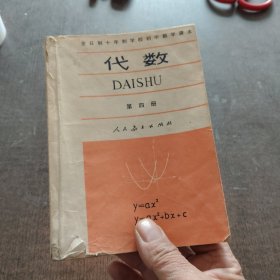 全日制十年制学校初中数学课本
代数
DAISHU
第四册
人民教育出版社
y=ax²
y=ax²+bx+c